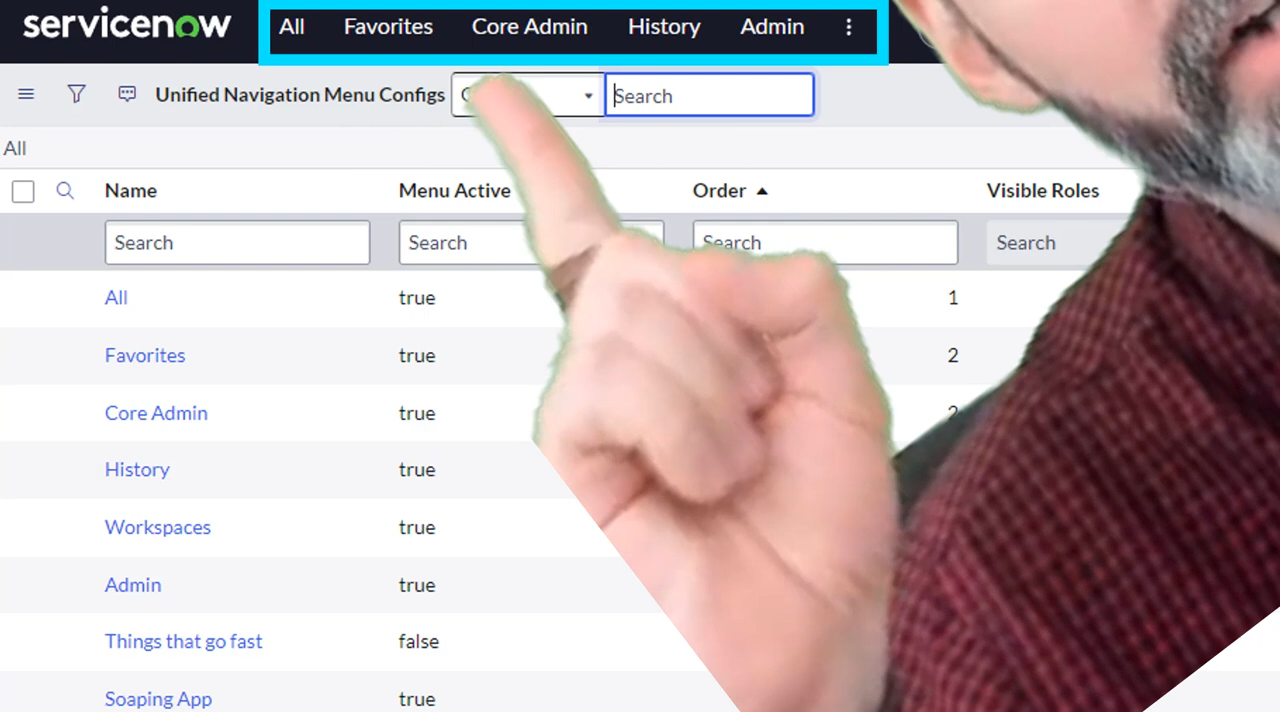 servicenow All Favorites Core Admin History Admin
Unified Navigation Menu Configs Search
All
Name Menu Active Order Visible Roles
Search Search Search Search
All true 1
Favorites true 2
Core Admin true
History true
Workspaces true
Admin true
Things that go fast false
Soaping App true